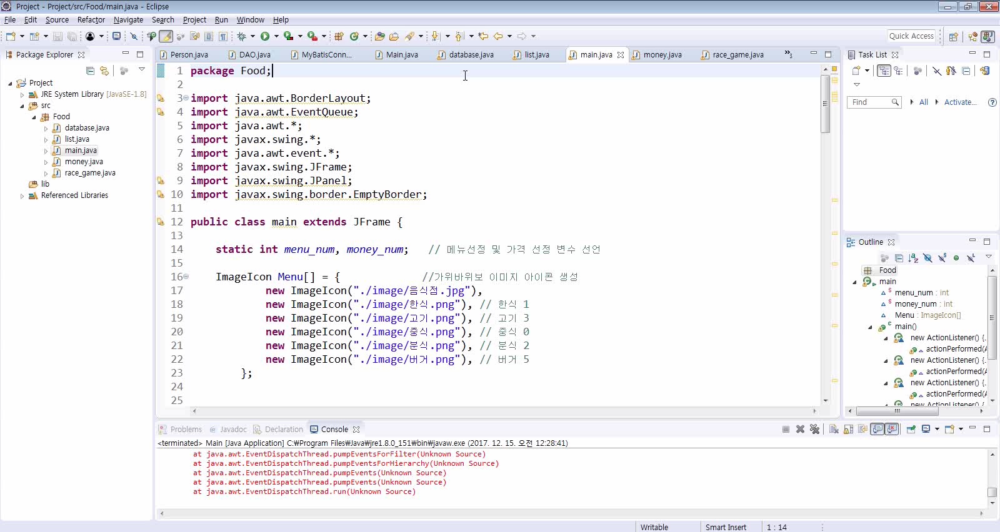 Project - Project/src/Food/main.java - Eclipse
File Edit Source Refactor Navigate Search Project Run Window Help
Quick Access
Package Explorer
Project
JRE System Library [JavaSE-1.8]
src
Food
database.java
list.java
main.java
money.java
race_game.java
lib
Referenced Libraries
Person.java DAO.java MyBatisConn... Main.java database.java list.java main.java money.java race_game.java »3
1 package Food;
2
3 import java.awt.BorderLayout;
4 import java.awt.EventQueue;
5 import java.awt.*;
6 import javax.swing.*;
7 import java.awt.event.*;
8 import javax.swing.JFrame;
9 import javax.swing.JPanel;
10 import javax.swing.border.EmptyBorder;
11
12 public class main extends JFrame {
13
14 static int menu_num, money_num; // 메뉴선정 및 가격 선정 변수 선언
15
16 ImageIcon Menu[] = { //가위바위보 이미지 아이콘 생성
17 new ImageIcon("./image/음식점.jpg"),
18 new ImageIcon("./image/한식.png"), // 한식 1
19 new ImageIcon("./image/고기.png"), // 고기 3
20 new ImageIcon("./image/중식.png"), // 중식 0
21 new ImageIcon("./image/분식.png"), // 분식 2
22 new ImageIcon("./image/버거.png"), // 버거 5
23 };
24
25
Task List
Find All Activate...
Outline
Food
main
menu_num : int
money_num : int
Menu : ImageIcon[]
main()
new ActionListener() {..
actionPerformed(A
new ActionListener() {..
actionPerformed(A
new ActionListener() {..
actionPerformed(A
new ActionListener() {..
Problems Javadoc Declaration Console
<terminated> Main [Java Application] C:₩Program Files₩Java₩jre1.8.0_151₩bin₩javaw.exe (2017. 12. 15. 오전 12:28:41)
at java.awt.EventDispatchThread.pumpEventsForFilter(Unknown Source)
at java.awt.EventDispatchThread.pumpEventsForHierarchy(Unknown Source)
at java.awt.EventDispatchThread.pumpEvents(Unknown Source)
at java.awt.EventDispatchThread.pumpEvents(Unknown Source)
at java.awt.EventDispatchThread.run(Unknown Source)
Writable Smart Insert 1 : 14